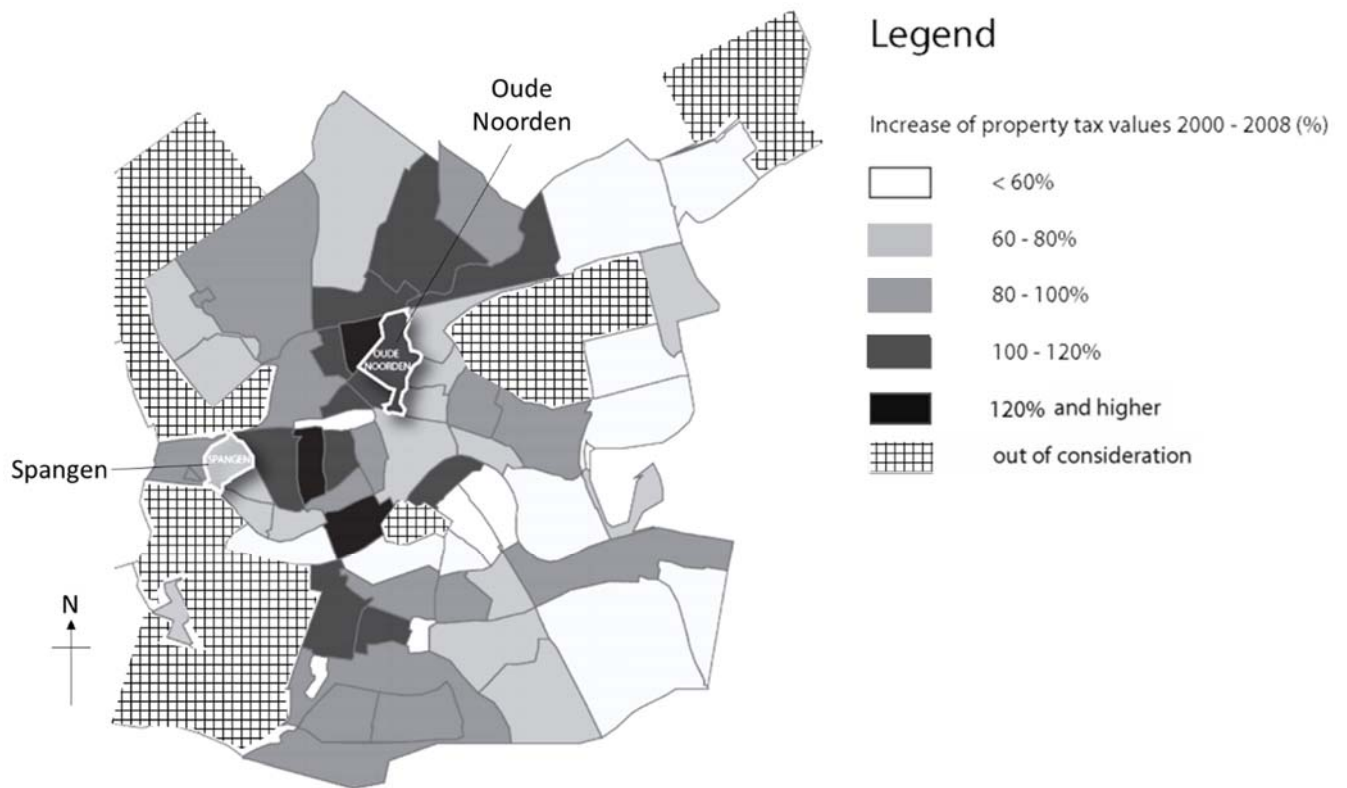 Oude
Noorden
OUDE
NOORDEN
Spangen
SPANGEN
N
Legend
Increase of property tax values 2000 - 2008 (%)
< 60%
60 - 80%
80 - 100%
100 - 120%
120% and higher
out of consideration